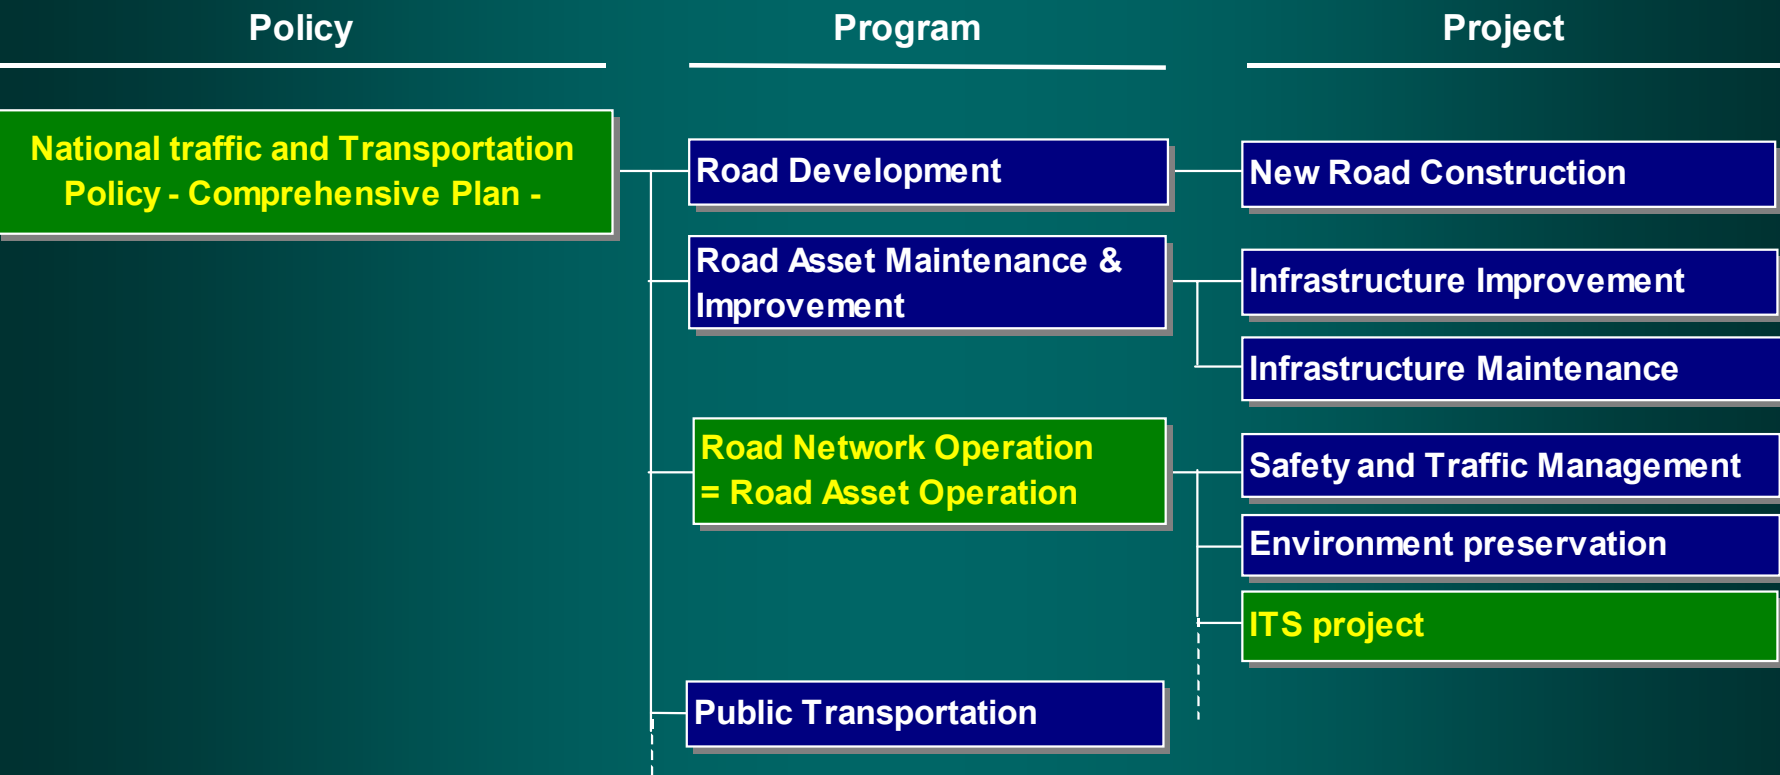 Policy
Program
Project
National traffic and Transportation
Policy - Comprehensive Plan -
Road Development
New Road Construction
Road Asset Maintenance &
Improvement
Infrastructure Improvement
Infrastructure Maintenance
Road Network Operation
= Road Asset Operation
Safety and Traffic Management
Environment preservation
ITS project
Public Transportation